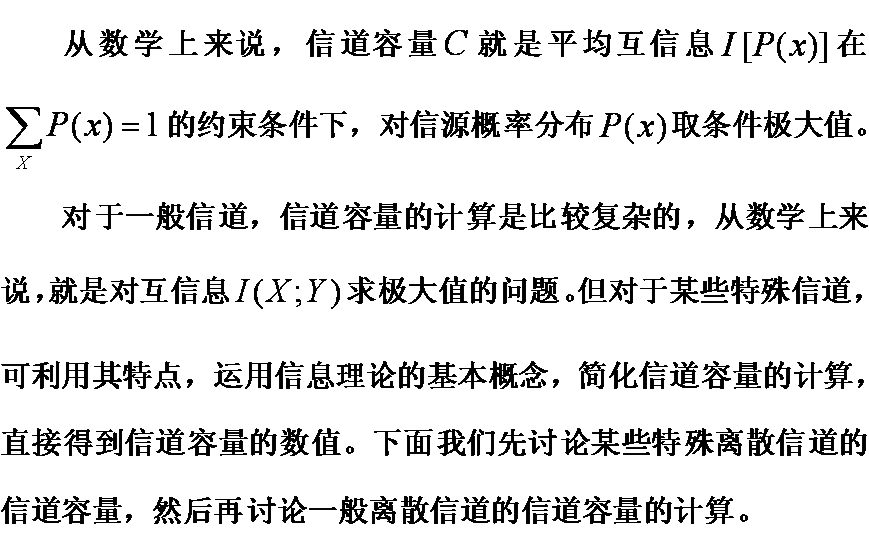 从数学上来说，信道容量C就是平均互信息I[P(x)]在
∑_X P(x)=1的约束条件下，对信源概率分布P(x)取条件极大值。
对于一般信道，信道容量的计算是比较复杂的，从数学上来
说，就是对互信息I(X;Y)求极大值的问题。但对于某些特殊信道，
可利用其特点，运用信息理论的基本概念，简化信道容量的计算，
直接得到信道容量的数值。下面我们先讨论某些特殊离散信道的
信道容量，然后再讨论一般离散信道的信道容量的计算。